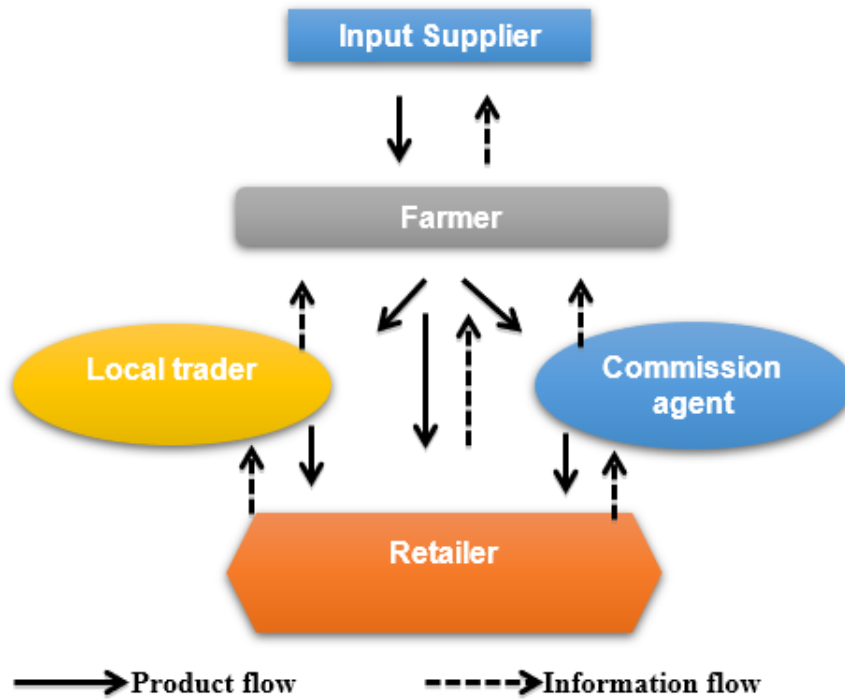 Input Supplier
Farmer
Local trader
Commission
agent
Retailer
Product flow
Information flow